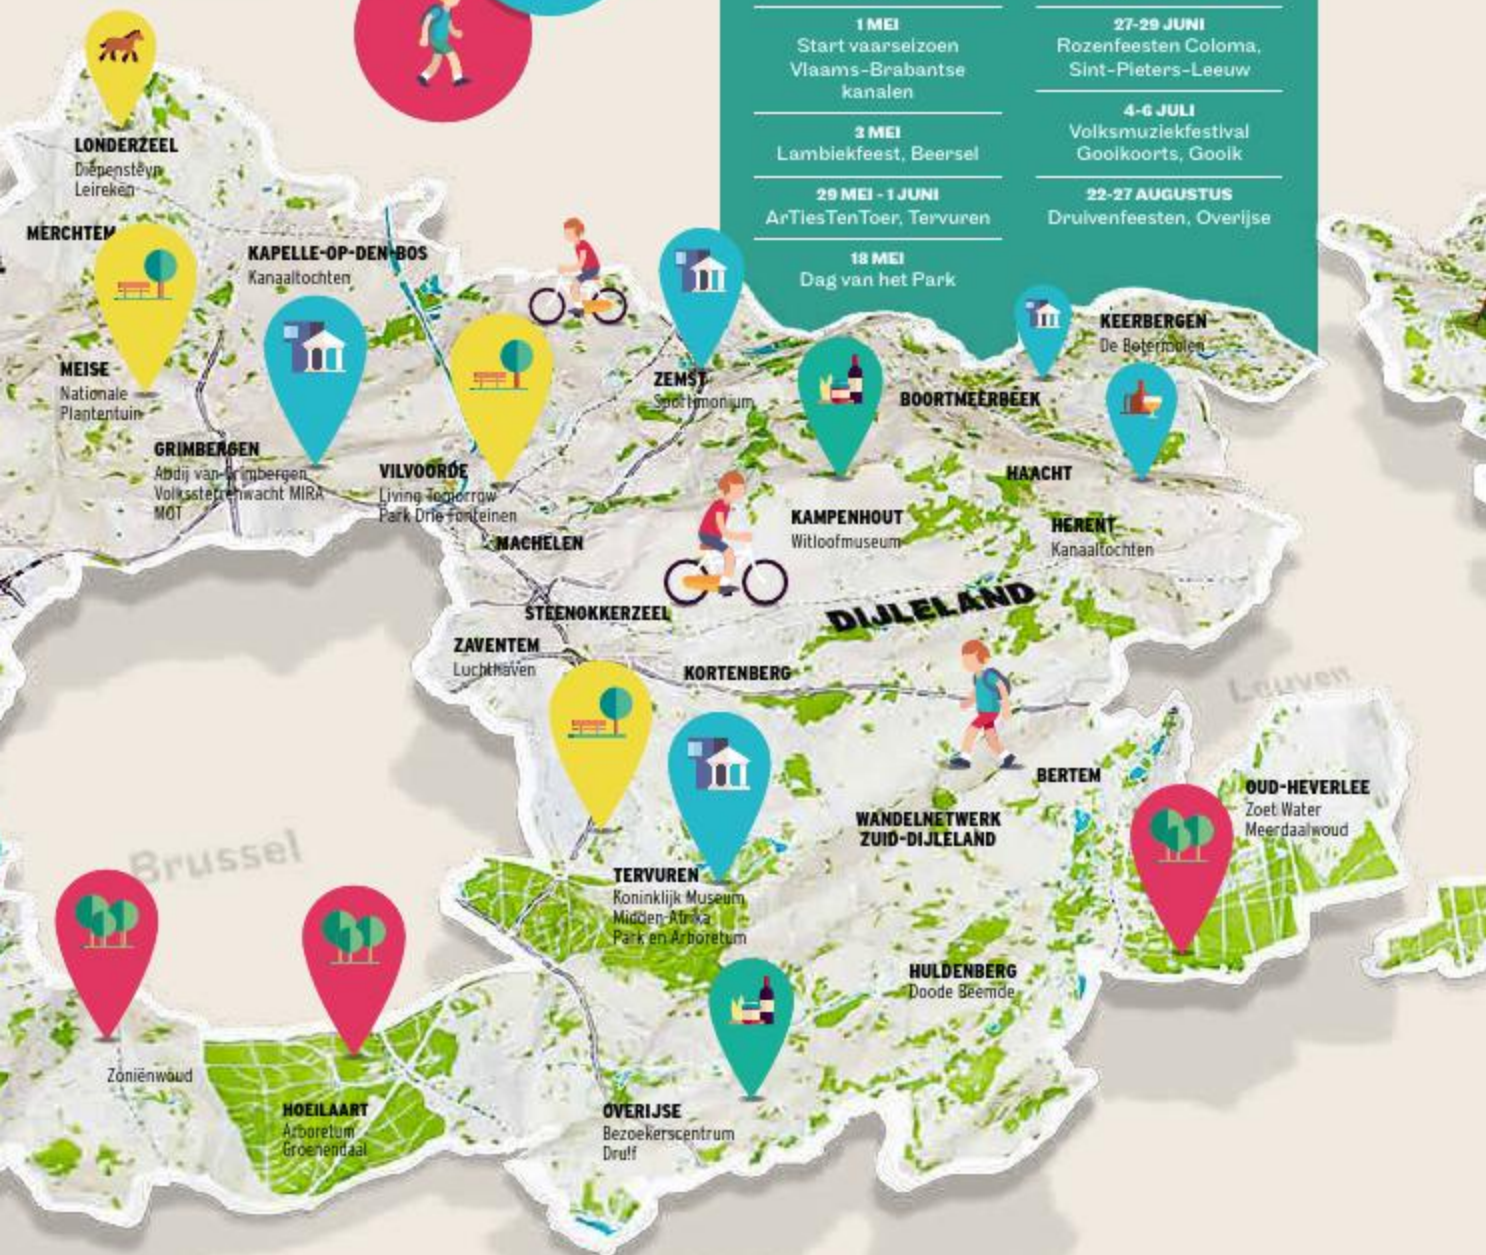 1 MEI
Start vaarseizoen
Vlaams-Brabantse
kanalen
3 MEI
Lambiekfeest, Beersel
29 MEI - 1 JUNI
ArTiesTenToer, Tervuren
18 MEI
Dag van het Park
27-29 JUNI
Rozenfeesten Coloma,
Sint-Pieters-Leeuw
4-6 JULI
Volksmuziekfestival
Gooikoorts, Gooik
22-27 AUGUSTUS
Druivenfeesten, Overijse
LONDERZEEL
Diepensteyn
Leireken
MERCHTEM
KAPELLE-OP-DEN-BOS
Kanaaltochten
MEISE
Nationale
Plantentuin
GRIMBERGEN
Abdij van Grimbergen
Volkssterrenwacht MIRA
MOT
VILVOORDE
Living Tomorrow
Park Drie Fonteinen
ZEMST
Sportimonium
KEERBERGEN
De Botermolen
BOORTMEERBEEK
HAACHT
KAMPENHOUT
Witloofmuseum
HERENT
Kanaaltochten
MACHELEN
DIJLELAND
STEENOKKERZEEL
ZAVENTEM
Luchthaven
KORTENBERG
Leuven
BERTEM
OUD-HEVERLEE
Zoet Water
Meerdaalwoud
WANDELNETWERK
ZUID-DIJLELAND
Brussel
TERVUREN
Koninklijk Museum
Midden-Afrika
Park en Arboretum
HULDENBERG
Doode Beemde
Zoniënwoud
HOEILAART
Arboretum
Groenendaal
OVERIJSE
Bezoekerscentrum
Druif